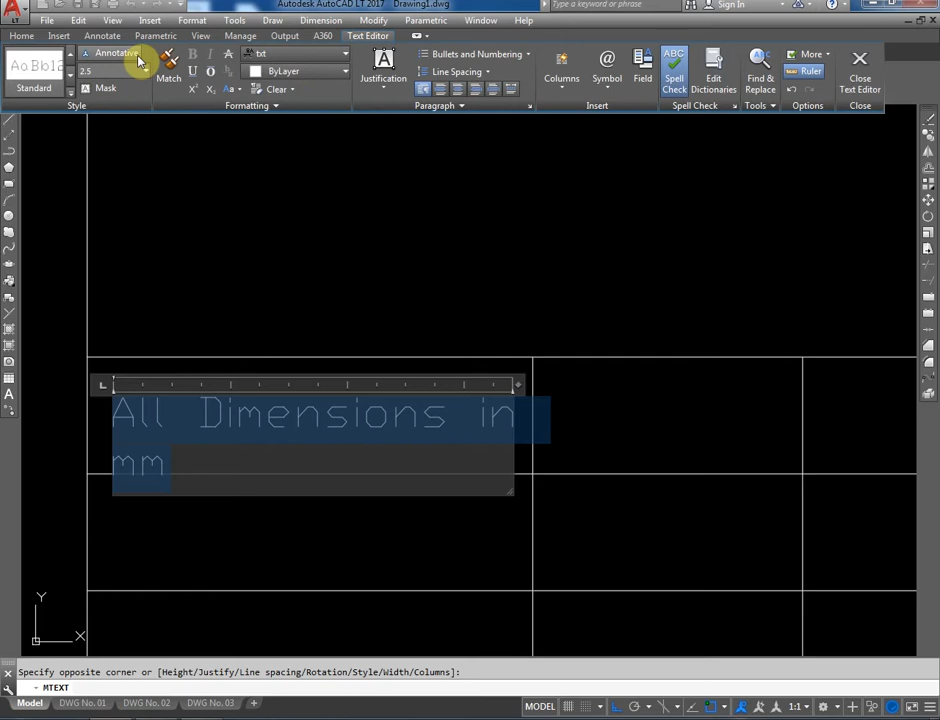 Autodesk AutoCAD LT 2017   Drawing1.dwg
Type a keyword or phrase
Sign In
LT
File Edit View Insert Format Tools Draw Dimension Modify Parametric Window Help
Home Insert Annotate Parametric View Manage Output A360 Text Editor
AaBb12
Standard
Annotative
2.5
Mask
Match
txt
ByLayer
Clear
Justification
Bullets and Numbering
Line Spacing
Columns
Symbol
Field
ABC
Spell Check
Edit Dictionaries
Find & Replace
More
Ruler
Close Text Editor
Style Formatting Paragraph Insert Spell Check Tools Options Close
All Dimensions in
mm
Y
X
Specify opposite corner or [Height/Justify/Line spacing/Rotation/Style/Width/Columns]:
- MTEXT
Model DWG No. 01 DWG No. 02 DWG No. 03 +
MODEL
1:1